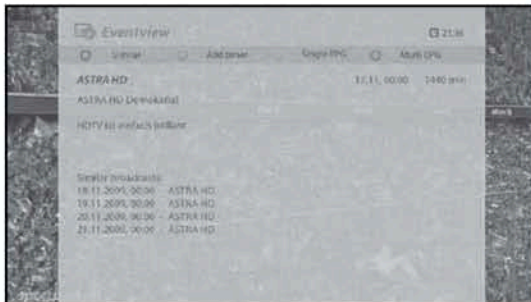 Eventview 21:36
Similar Add timer Single EPG Multi EPG
ASTRA HD 17.11, 00:00 1440 min
ASTRA HD Demokanal
HDTV ist einfach brillant
Similar broadcasts:
18.11.2009, 00:00 - ASTRA HD
19.11.2009, 00:00 - ASTRA HD
20.11.2009, 00:00 - ASTRA HD
21.11.2009, 00:00 - ASTRA HD